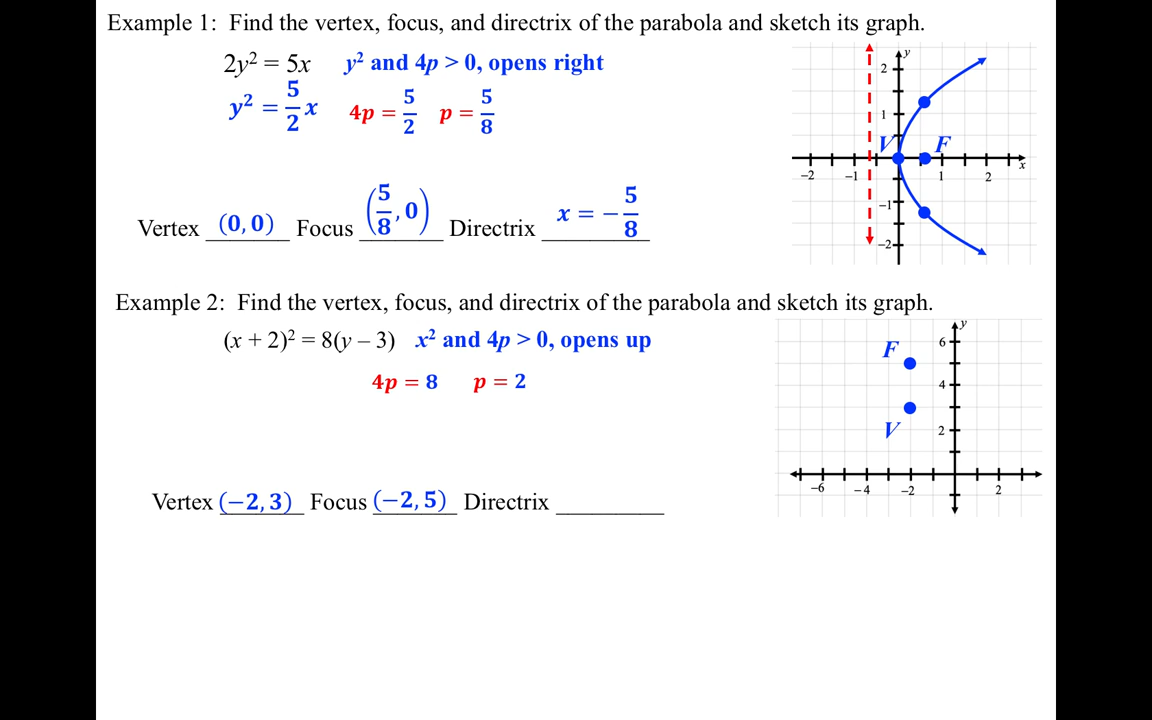 Example 1: Find the vertex, focus, and directrix of the parabola and sketch its graph.
2y² = 5x y² and 4p > 0, opens right
y² = 5/2 x 4p = 5/2 p = 5/8
Vertex (0, 0) Focus (5/8, 0) Directrix x = −5/8
y
2
1
V F
−2 −1 1 2 x
−1
−2
Example 2: Find the vertex, focus, and directrix of the parabola and sketch its graph.
(x + 2)² = 8(y – 3) x² and 4p > 0, opens up
4p = 8 p = 2
Vertex (−2, 3) Focus (−2, 5) Directrix ________
y
6
F
4
V 2
−6 −4 −2 2